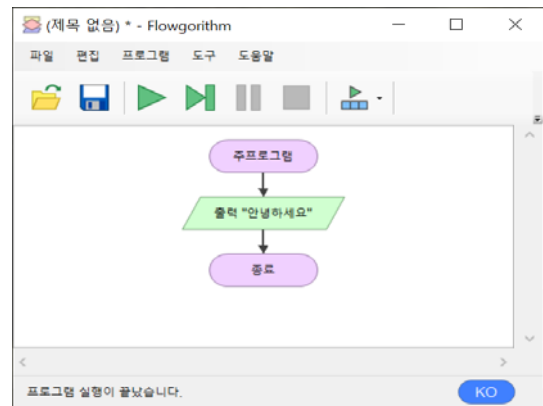 (제목 없음) * - Flowgorithm
파일 편집 프로그램 도구 도움말
주프로그램
출력 "안녕하세요"
종료
프로그램 실행이 끝났습니다.
KO